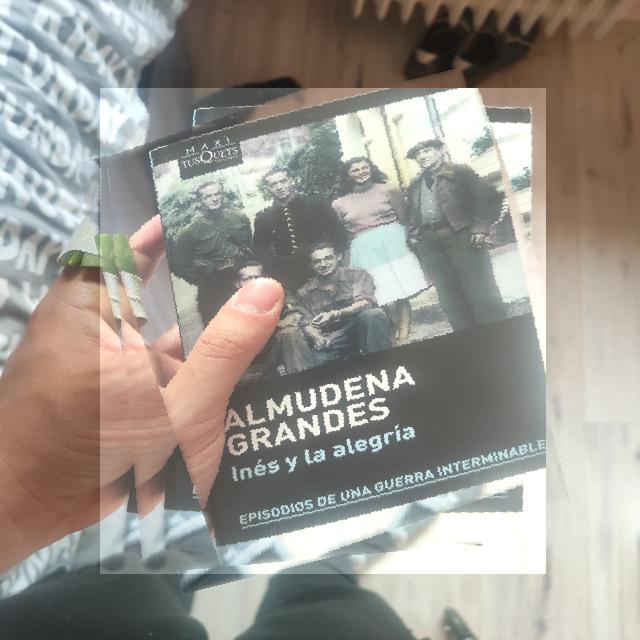 MAXI
TUSQUETS
ALMUDENA
GRANDES
Inés y la alegría
EPISODIOS DE UNA GUERRA INTERMINABLE